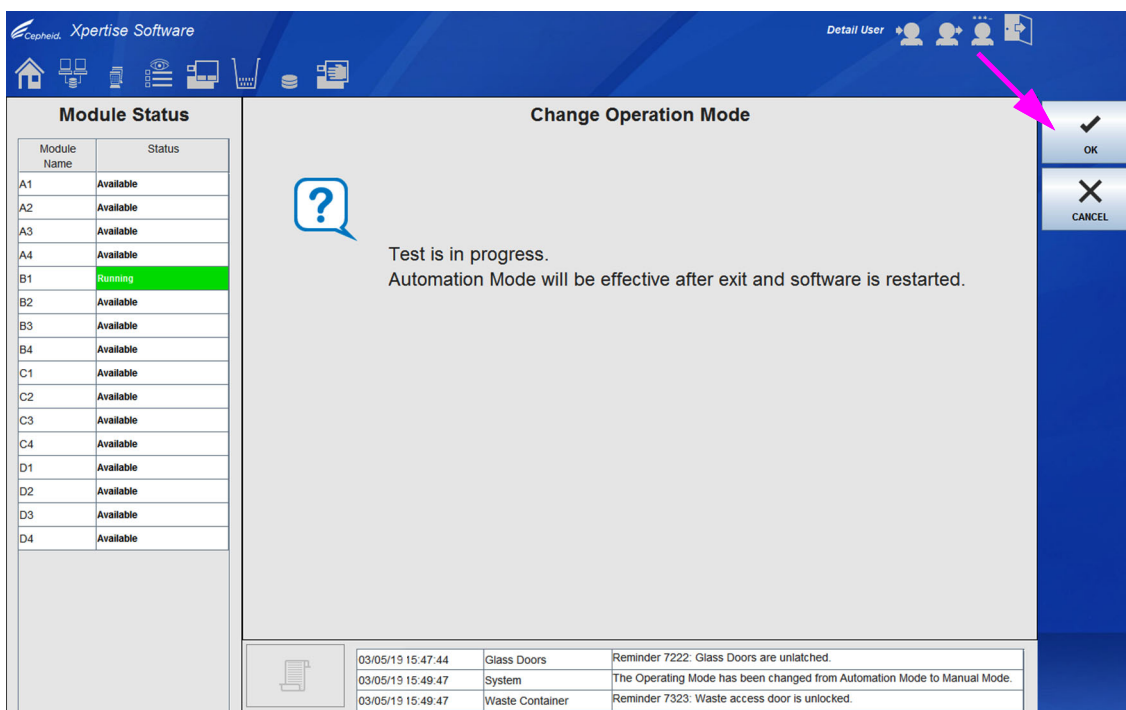 Cepheid. Xpertise Software
Detail User
Module Status
Change Operation Mode
OK
CANCEL
Module Name Status
A1 Available
A2 Available
A3 Available
A4 Available
B1 Running
B2 Available
B3 Available
B4 Available
C1 Available
C2 Available
C3 Available
C4 Available
D1 Available
D2 Available
D3 Available
D4 Available
?
Test is in progress.
Automation Mode will be effective after exit and software is restarted.
03/05/19 15:47:44 Glass Doors Reminder 7222: Glass Doors are unlatched.
03/05/19 15:49:47 System The Operating Mode has been changed from Automation Mode to Manual Mode.
03/05/19 15:49:47 Waste Container Reminder 7323: Waste access door is unlocked.